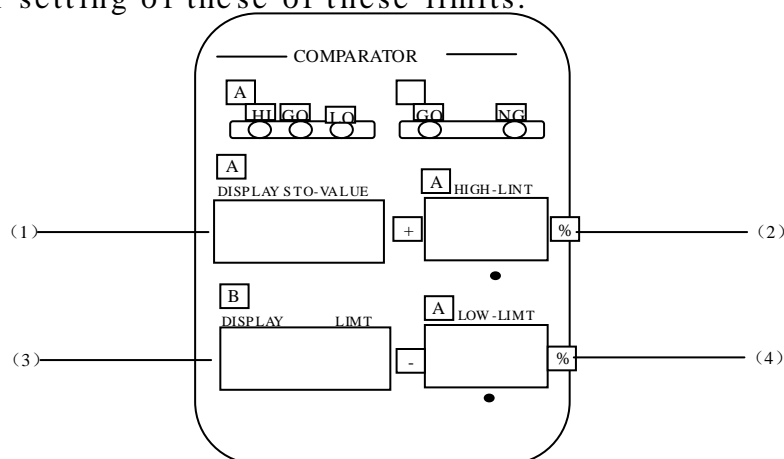 setting of these of these limits.
COMPARATOR
A
HI GO LO GO NG
A A
DISPLAY STO-VALUE HIGH-LINT
(1) + % (2)
B A
DISPLAY LIMT LOW-LIMT
(3) - % (4)